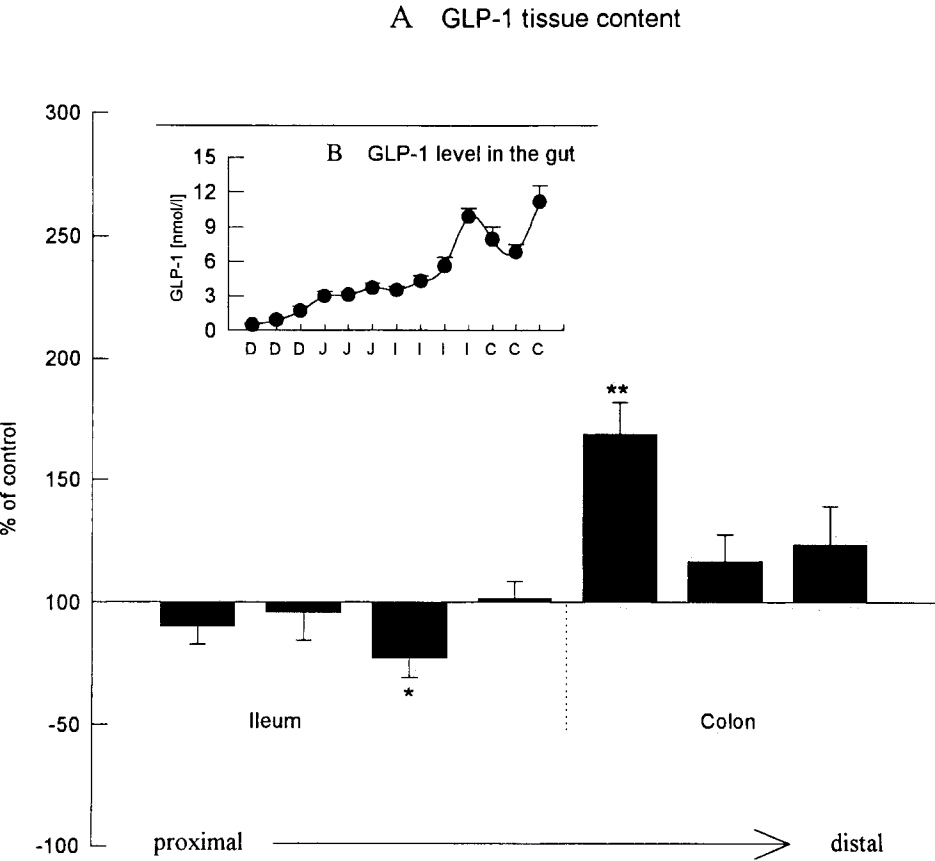 A GLP-1 tissue content
300
250
200
150
100
-50
-100
% of control
B GLP-1 level in the gut
15
12
9
6
3
0
GLP-1 [nmol/l]
D D D J J J I I I I C C C
**
*
Ileum Colon
proximal distal